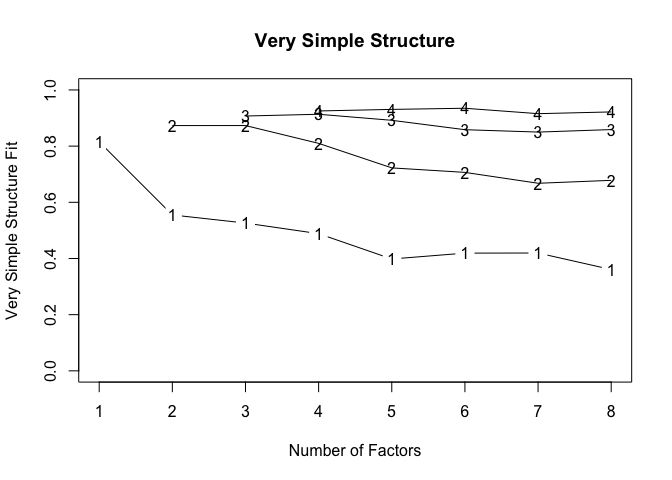 Very Simple Structure
Very Simple Structure Fit
1.0
0.8
0.6
0.4
0.2
0.0
4 4 4 4 4
3 3 3 3 3 3
2 2 2 2 2 2 2
1 1 1 1 1 1 1 1
1 2 3 4 5 6 7 8
Number of Factors